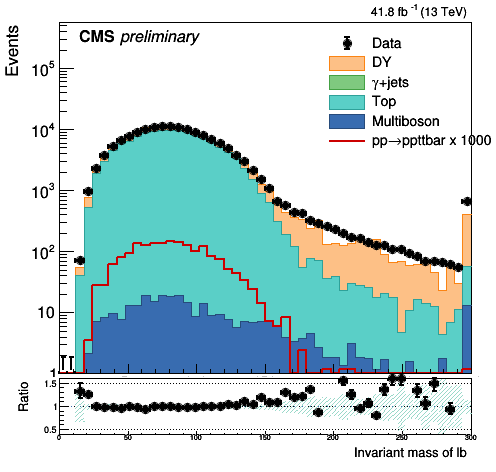 41.8 fb⁻¹ (13 TeV)
CMS preliminary
Events
Data
DY
γ+jets
Top
Multiboson
pp→ppttbar x 1000
10⁵
10⁴
10³
10²
10
1
Ratio
1.5
1
0.5
0 50 100 150 200 250 300
Invariant mass of lb